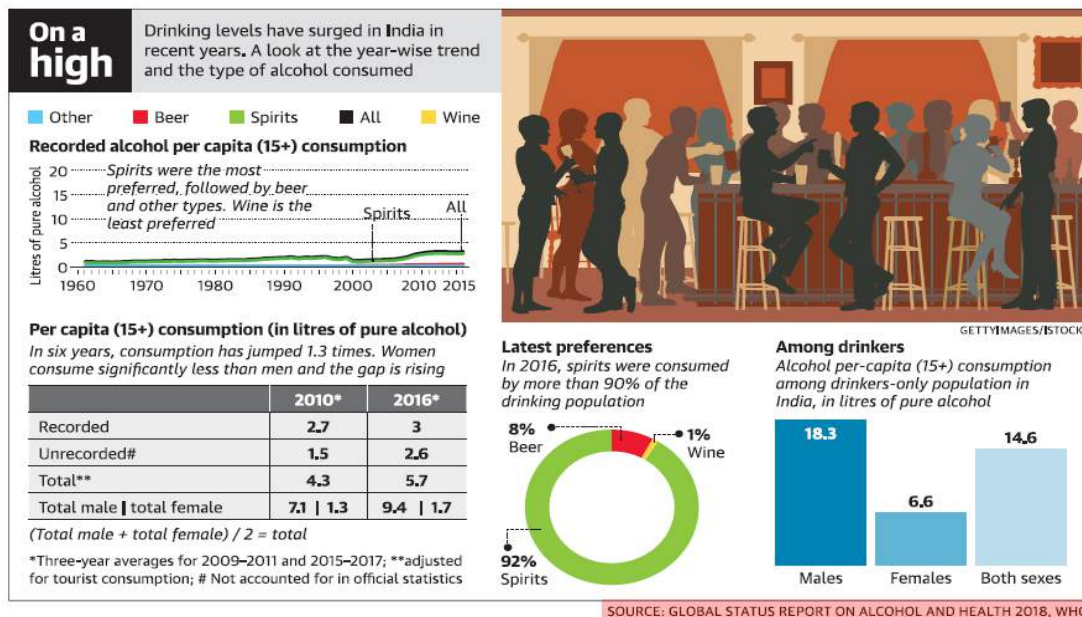 On a
high
Drinking levels have surged in India in
recent years. A look at the year-wise trend
and the type of alcohol consumed
Other Beer Spirits All Wine
Recorded alcohol per capita (15+) consumption
Litres of pure alcohol
20
15
10
5
0
Spirits were the most
preferred, followed by beer
and other types. Wine is the
least preferred
Spirits All
1960 1970 1980 1990 2000 2010 2015
Per capita (15+) consumption (in litres of pure alcohol)
In six years, consumption has jumped 1.3 times. Women
consume significantly less than men and the gap is rising
2010* 2016*
Recorded 2.7 3
Unrecorded# 1.5 2.6
Total** 4.3 5.7
Total male | total female 7.1 | 1.3 9.4 | 1.7
(Total male + total female) / 2 = total
*Three-year averages for 2009–2011 and 2015–2017; **adjusted
for tourist consumption; # Not accounted for in official statistics
GETTYIMAGES/ISTOCK
Latest preferences
In 2016, spirits were consumed
by more than 90% of the
drinking population
8%
Beer
1%
Wine
92%
Spirits
Among drinkers
Alcohol per-capita (15+) consumption
among drinkers-only population in
India, in litres of pure alcohol
18.3 6.6 14.6
Males Females Both sexes
SOURCE: GLOBAL STATUS REPORT ON ALCOHOL AND HEALTH 2018, WHO